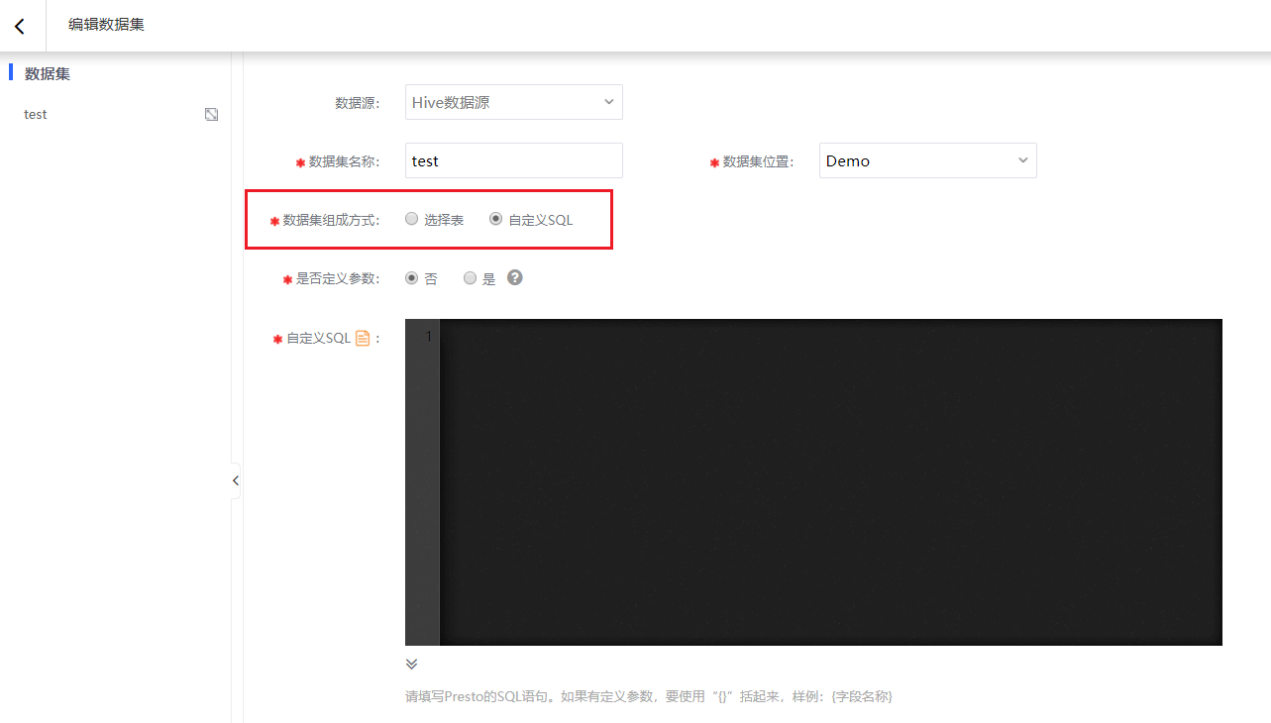 编辑数据集
数据集
test
数据源: Hive数据源
✱数据集名称: test ✱数据集位置: Demo
✱数据集组成方式: 选择表 自定义SQL
✱是否定义参数: 否 是 ?
✱自定义SQL :
1
请填写Presto的SQL语句。如果有定义参数，要使用“{}”括起来，样例：{字段名称}